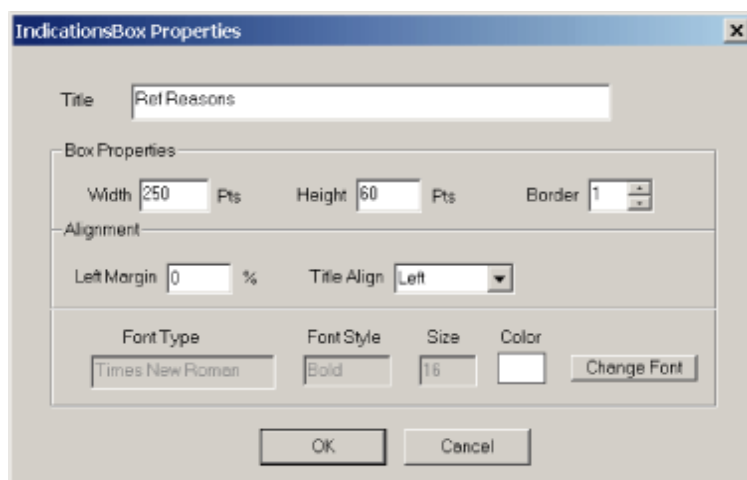 IndicationsBox Properties
Title Ref Reasons
Box Properties
Width 250 Pts Height 60 Pts Border 1
Alignment
Left Margin 0 % Title Align Left
Font Type Font Style Size Color
Times New Roman Bold 16 Change Font
OK Cancel